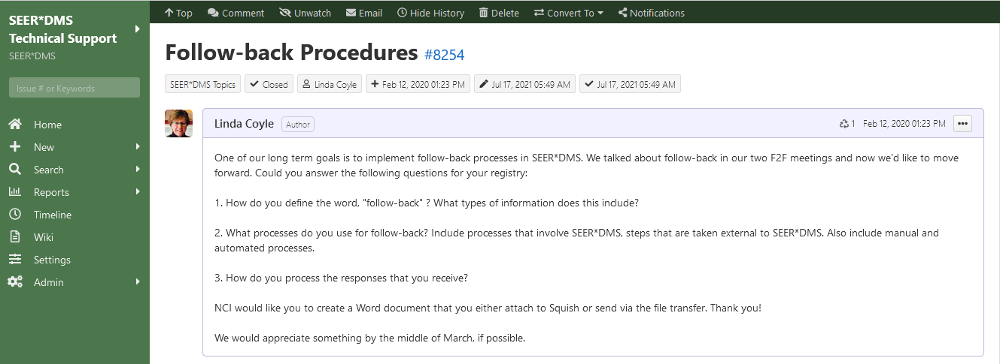 SEER*DMS
Technical Support
SEER*DMS
Issue # or Keywords
Home
New
Search
Reports
Timeline
Wiki
Settings
Admin
Top Comment Unwatch Email Hide History Delete Convert To Notifications
Follow-back Procedures #8254
SEER*DMS Topics Closed Linda Coyle Feb 12, 2020 01:23 PM Jul 17, 2021 05:49 AM Jul 17, 2021 05:49 AM
Linda Coyle Author 1 Feb 12, 2020 01:23 PM
One of our long term goals is to implement follow-back processes in SEER*DMS. We talked about follow-back in our two F2F meetings and now we'd like to move
forward. Could you answer the following questions for your registry:
1. How do you define the word, "follow-back" ? What types of information does this include?
2. What processes do you use for follow-back? Include processes that involve SEER*DMS, steps that are taken external to SEER*DMS. Also include manual and
automated processes.
3. How do you process the responses that you receive?
NCI would like you to create a Word document that you either attach to Squish or send via the file transfer. Thank you!
We would appreciate something by the middle of March, if possible.